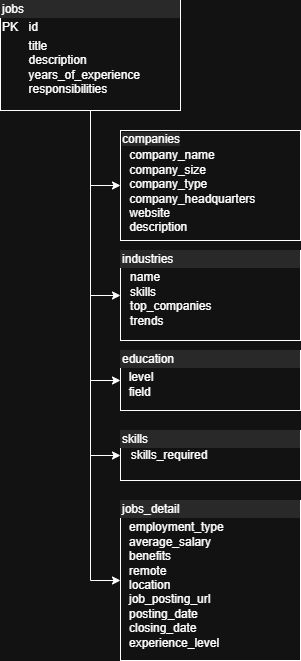 jobs
PK id
title
description
years_of_experience
responsibilities
companies
company_name
company_size
company_type
company_headquarters
website
description
industries
name
skills
top_companies
trends
education
level
field
skills
skills_required
jobs_detail
employment_type
average_salary
benefits
remote
location
job_posting_url
posting_date
closing_date
experience_level